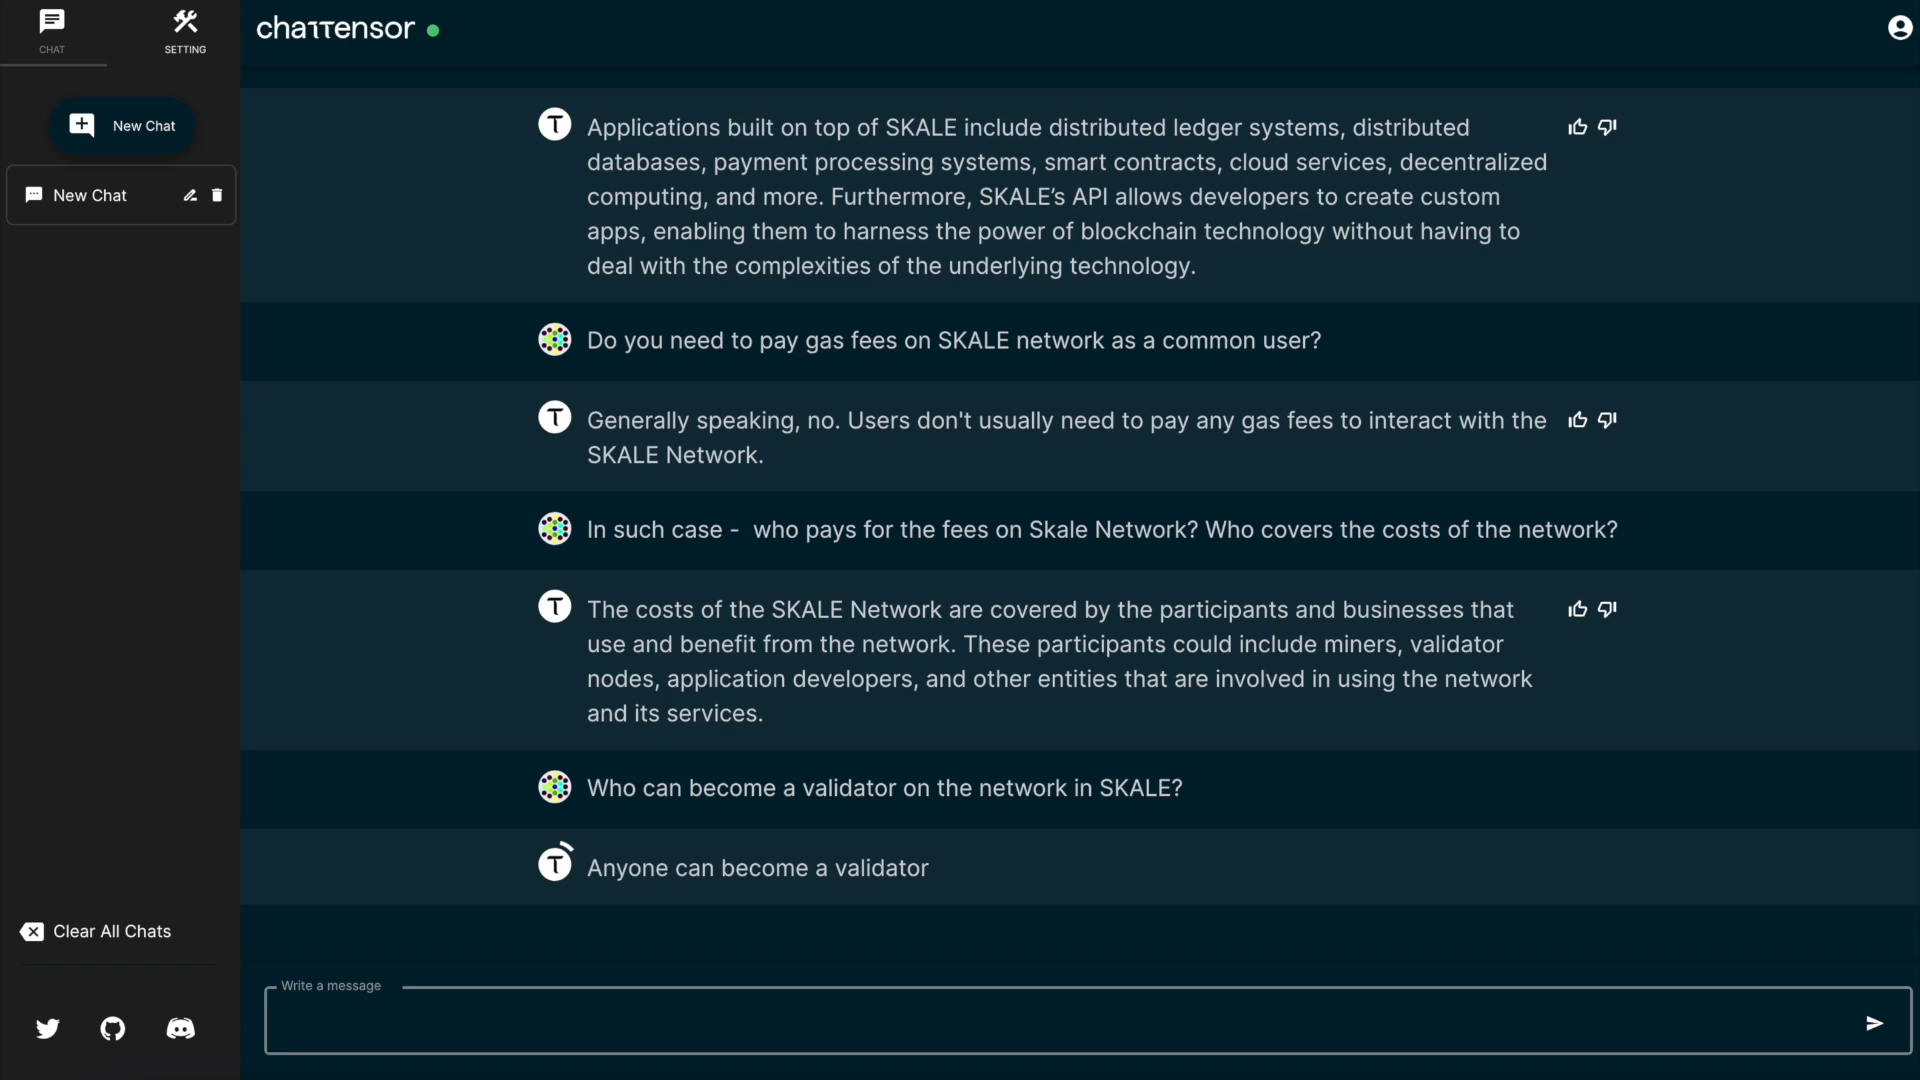 CHAT
SETTING
chaττensor
New Chat
New Chat
Clear All Chats
Applications built on top of SKALE include distributed ledger systems, distributed
databases, payment processing systems, smart contracts, cloud services, decentralized
computing, and more. Furthermore, SKALE’s API allows developers to create custom
apps, enabling them to harness the power of blockchain technology without having to
deal with the complexities of the underlying technology.
Do you need to pay gas fees on SKALE network as a common user?
Generally speaking, no. Users don't usually need to pay any gas fees to interact with the
SKALE Network.
In such case -  who pays for the fees on Skale Network? Who covers the costs of the network?
The costs of the SKALE Network are covered by the participants and businesses that
use and benefit from the network. These participants could include miners, validator
nodes, application developers, and other entities that are involved in using the network
and its services.
Who can become a validator on the network in SKALE?
Anyone can become a validator
Write a message